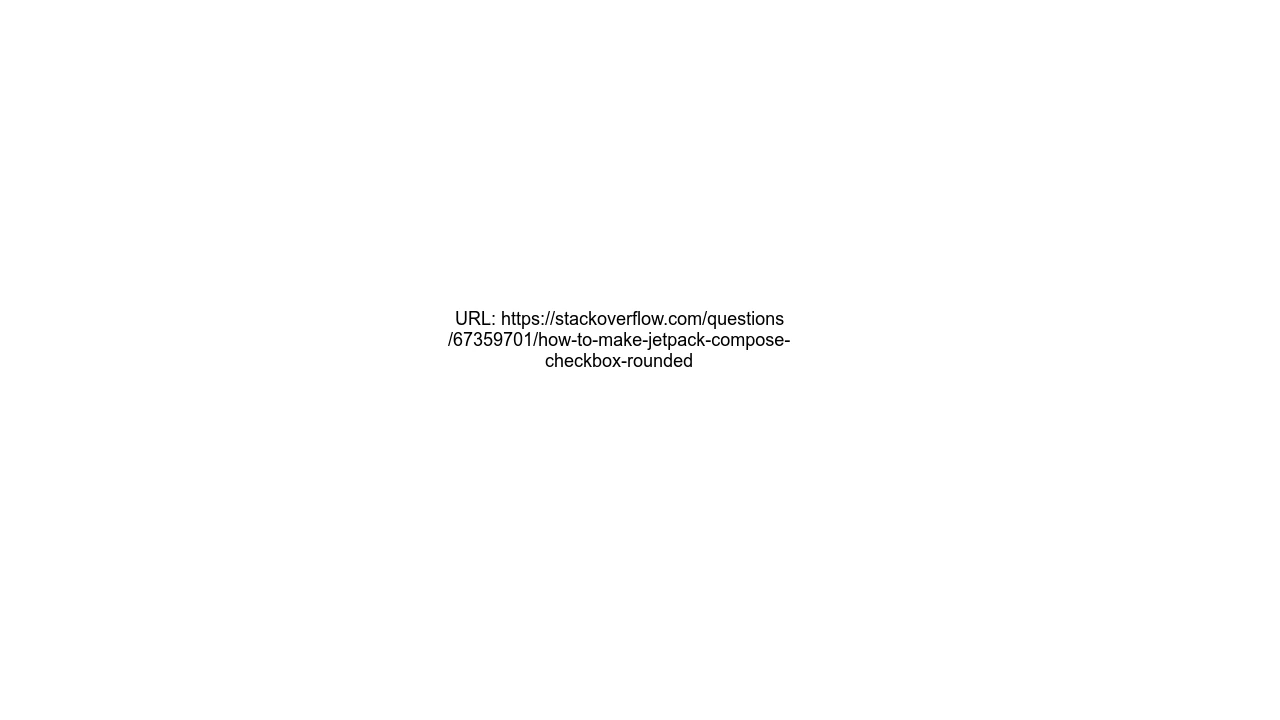 URL: https://stackoverflow.com/questions
/67359701/how-to-make-jetpack-compose-
checkbox-rounded